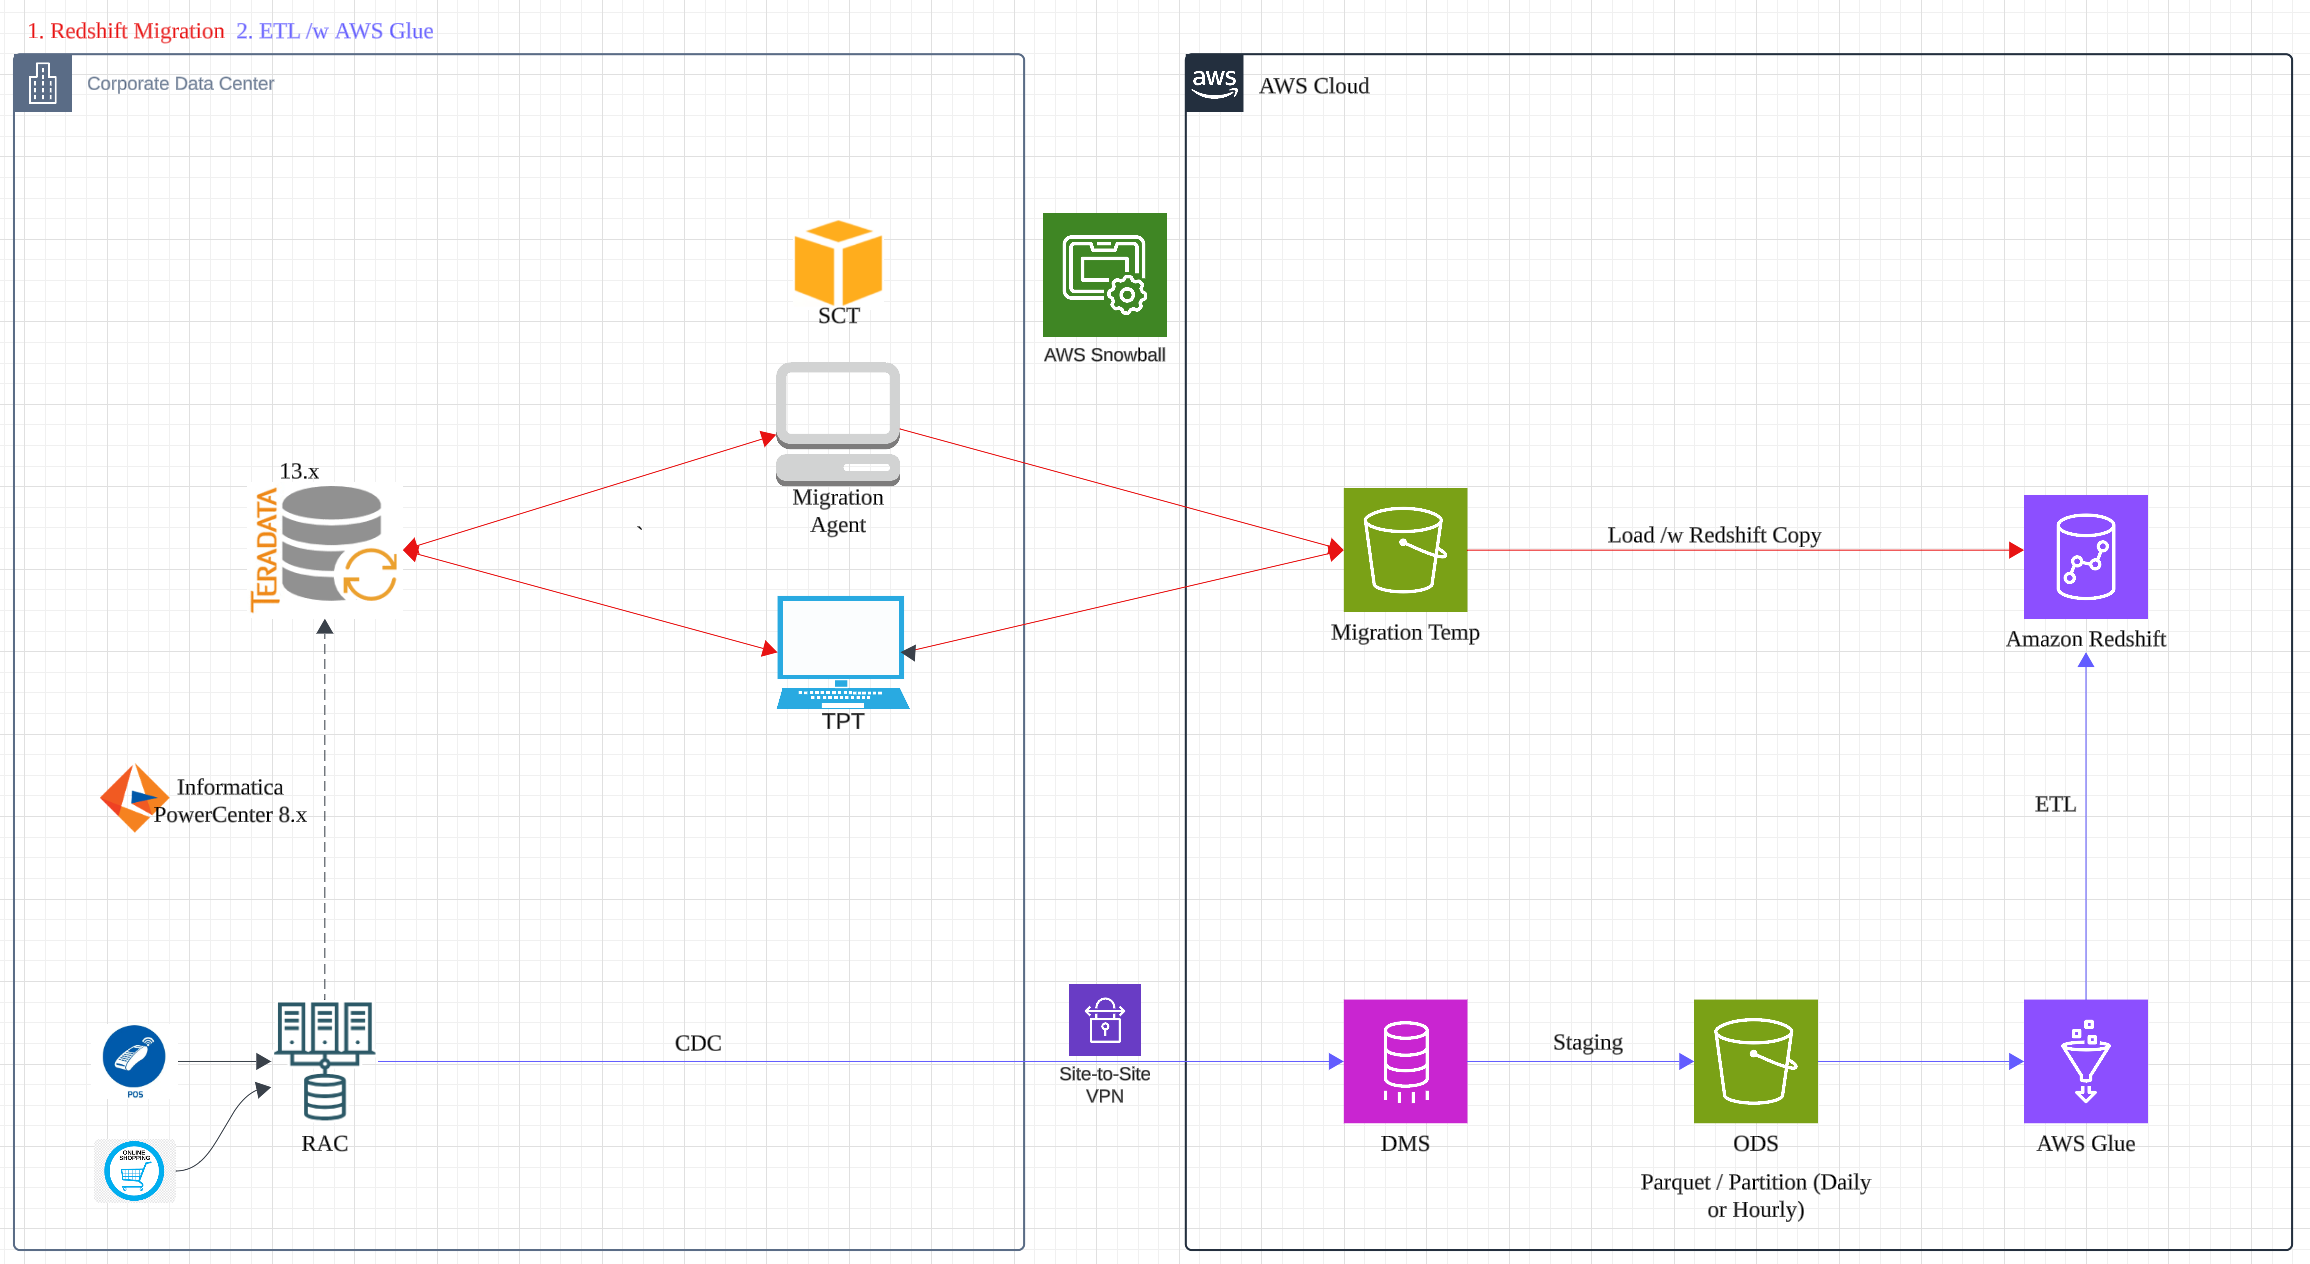 1. Redshift Migration 2. ETL /w AWS Glue
Corporate Data Center
aws
AWS Cloud
SCT
AWS Snowball
13.x
TERADATA
Migration
Agent
`
Load /w Redshift Copy
Migration Temp
Amazon Redshift
TPT
Informatica
PowerCenter 8.x
ETL
CDC
Site-to-Site
VPN
Staging
POS
ONLINE
SHOPPING
RAC
DMS
ODS
AWS Glue
Parquet / Partition (Daily
or Hourly)